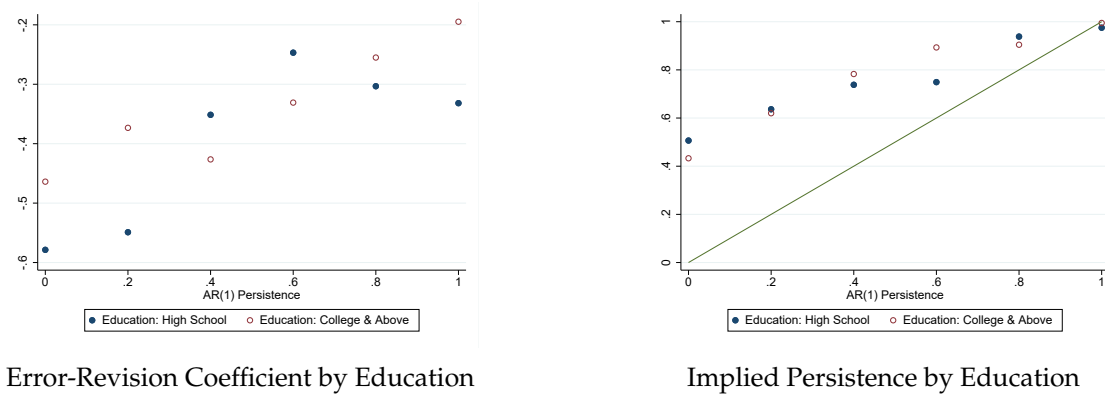 -.2
-.3
-.4
-.5
-.6
0 .2 .4 .6 .8 1
AR(1) Persistence
Education: High School Education: College & Above
Error-Revision Coefficient by Education
1
.8
.6
.4
.2
0
0 .2 .4 .6 .8 1
AR(1) Persistence
Education: High School Education: College & Above
Implied Persistence by Education